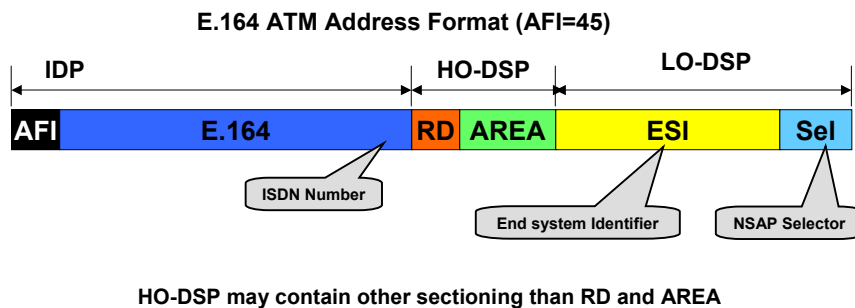 E.164 ATM Address Format (AFI=45)
IDP HO-DSP LO-DSP
AFI E.164 RD AREA ESI Sel
ISDN Number
End system Identifier NSAP Selector
HO-DSP may contain other sectioning than RD and AREA